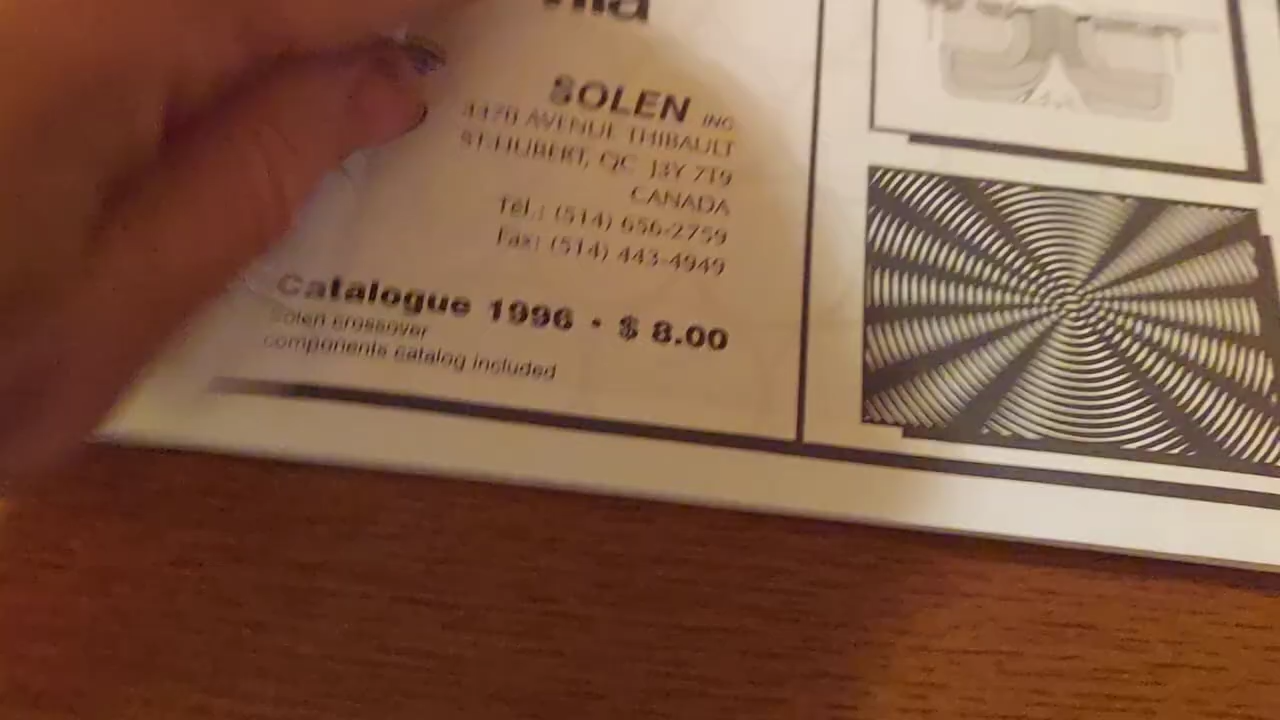 SOLEN INC
4470 AVENUE THIBAULT
ST-HUBERT, QC J3Y 7T9
CANADA
Tél.: (514) 656-2759
Fax: (514) 443-4949
Catalogue 1996 • $ 8.00
Solen crossover
components catalog included